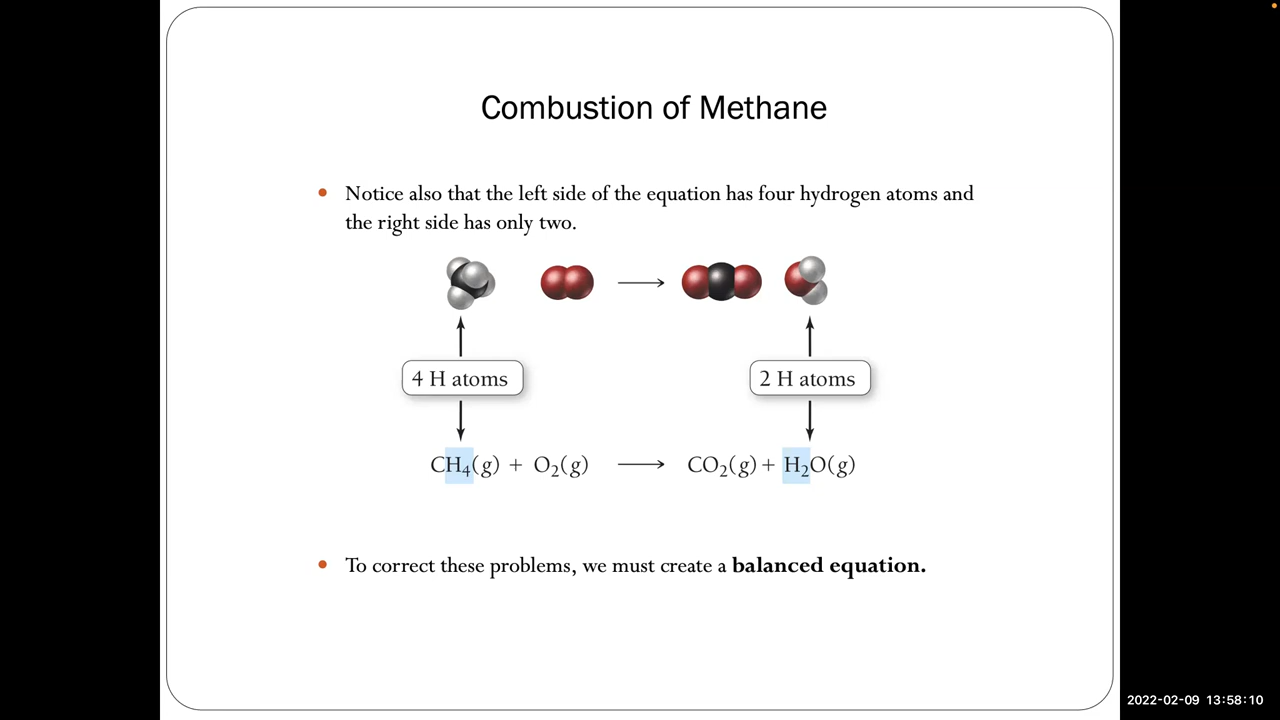 Combustion of Methane
• Notice also that the left side of the equation has four hydrogen atoms and
the right side has only two.
4 H atoms
2 H atoms
CH₄(g) + O₂(g) ⟶ CO₂(g) + H₂O(g)
• To correct these problems, we must create a balanced equation.
2022-02-09 13:58:10